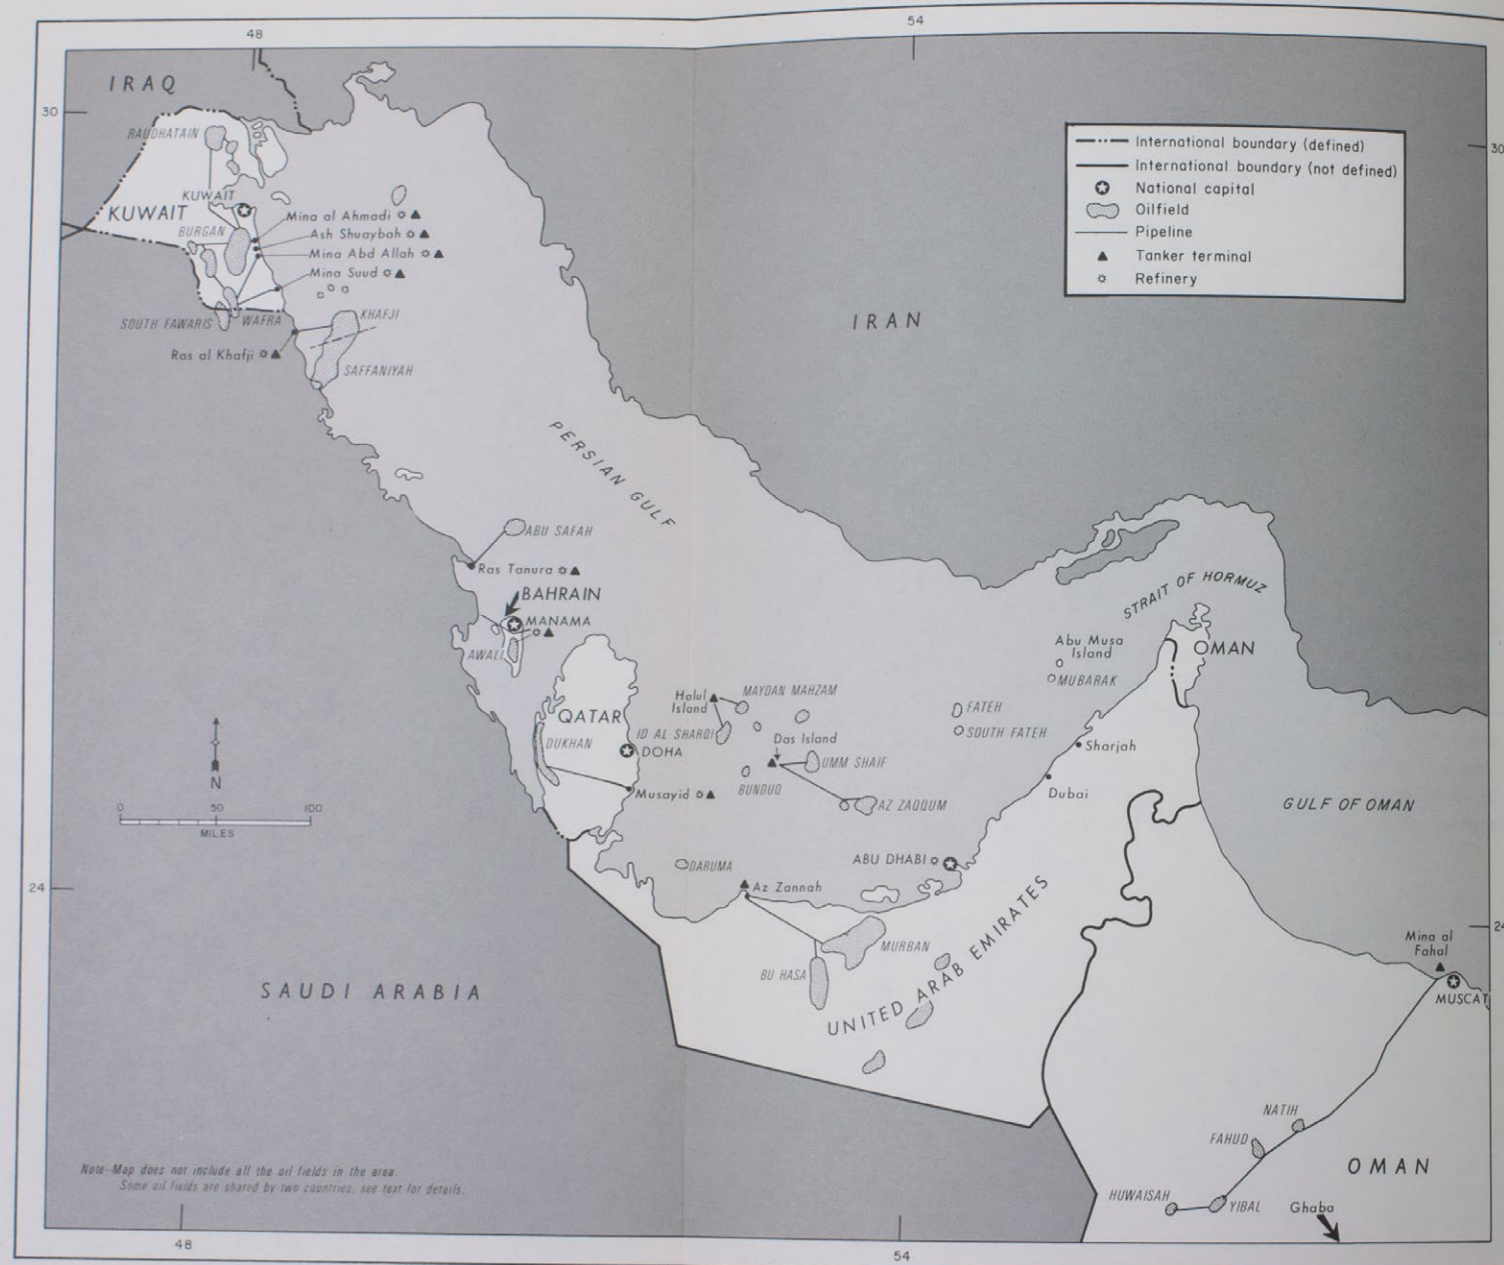 48
54
IRAQ
30
30
RAUDHATAIN
KUWAIT
KUWAIT
BURGAN
Mina al Ahmadi
Ash Shuaybah
Mina Abd Allah
Mina Suud
SOUTH FAWARIS
WAFRA
KHAFJI
Ras al Khafji
SAFFANIYAH
International boundary (defined)
International boundary (not defined)
National capital
Oilfield
Pipeline
Tanker terminal
Refinery
IRAN
PERSIAN GULF
ABU SAFAH
Ras Tanura
BAHRAIN
MANAMA
AWALI
STRAIT OF HORMUZ
Abu Musa
Island
MUBARAK
OMAN
QATAR
DUKHAN
DOHA
ID AL SHARQI
Halul
Island
MAYDAN MAHZAM
Das Island
UMM SHAIF
BUNDUQ
AZ ZAQQUM
FATEH
SOUTH FATEH
Sharjah
Dubai
Musayid
GULF OF OMAN
N
0 50 100
MILES
DARUMA
ABU DHABI
24
24
Az Zannah
MURBAN
BU HASA
UNITED ARAB EMIRATES
Mina al
Fahal
MUSCAT
SAUDI ARABIA
NATIH
FAHUD
OMAN
HUWAISAH
YIBAL
Ghaba
Note-Map does not include all the oil fields in the area.
Some oil fields are shared by two countries; see text for details.
48
54